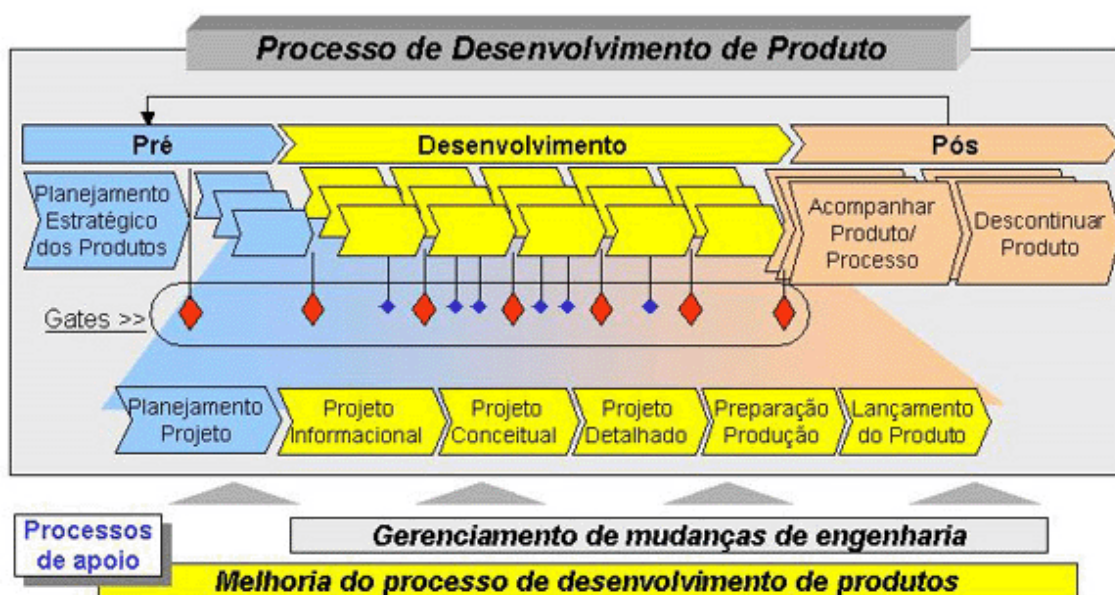 Processo de Desenvolvimento de Produto
Pré
Desenvolvimento
Pós
Planejamento
Estratégico
dos Produtos
Acompanhar
Produto/
Processo
Descontinuar
Produto
Gates >>
Planejamento
Projeto
Projeto
Informacional
Projeto
Conceitual
Projeto
Detalhado
Preparação
Produção
Lançamento
do Produto
Processos
de apoio
Gerenciamento de mudanças de engenharia
Melhoria do processo de desenvolvimento de produtos